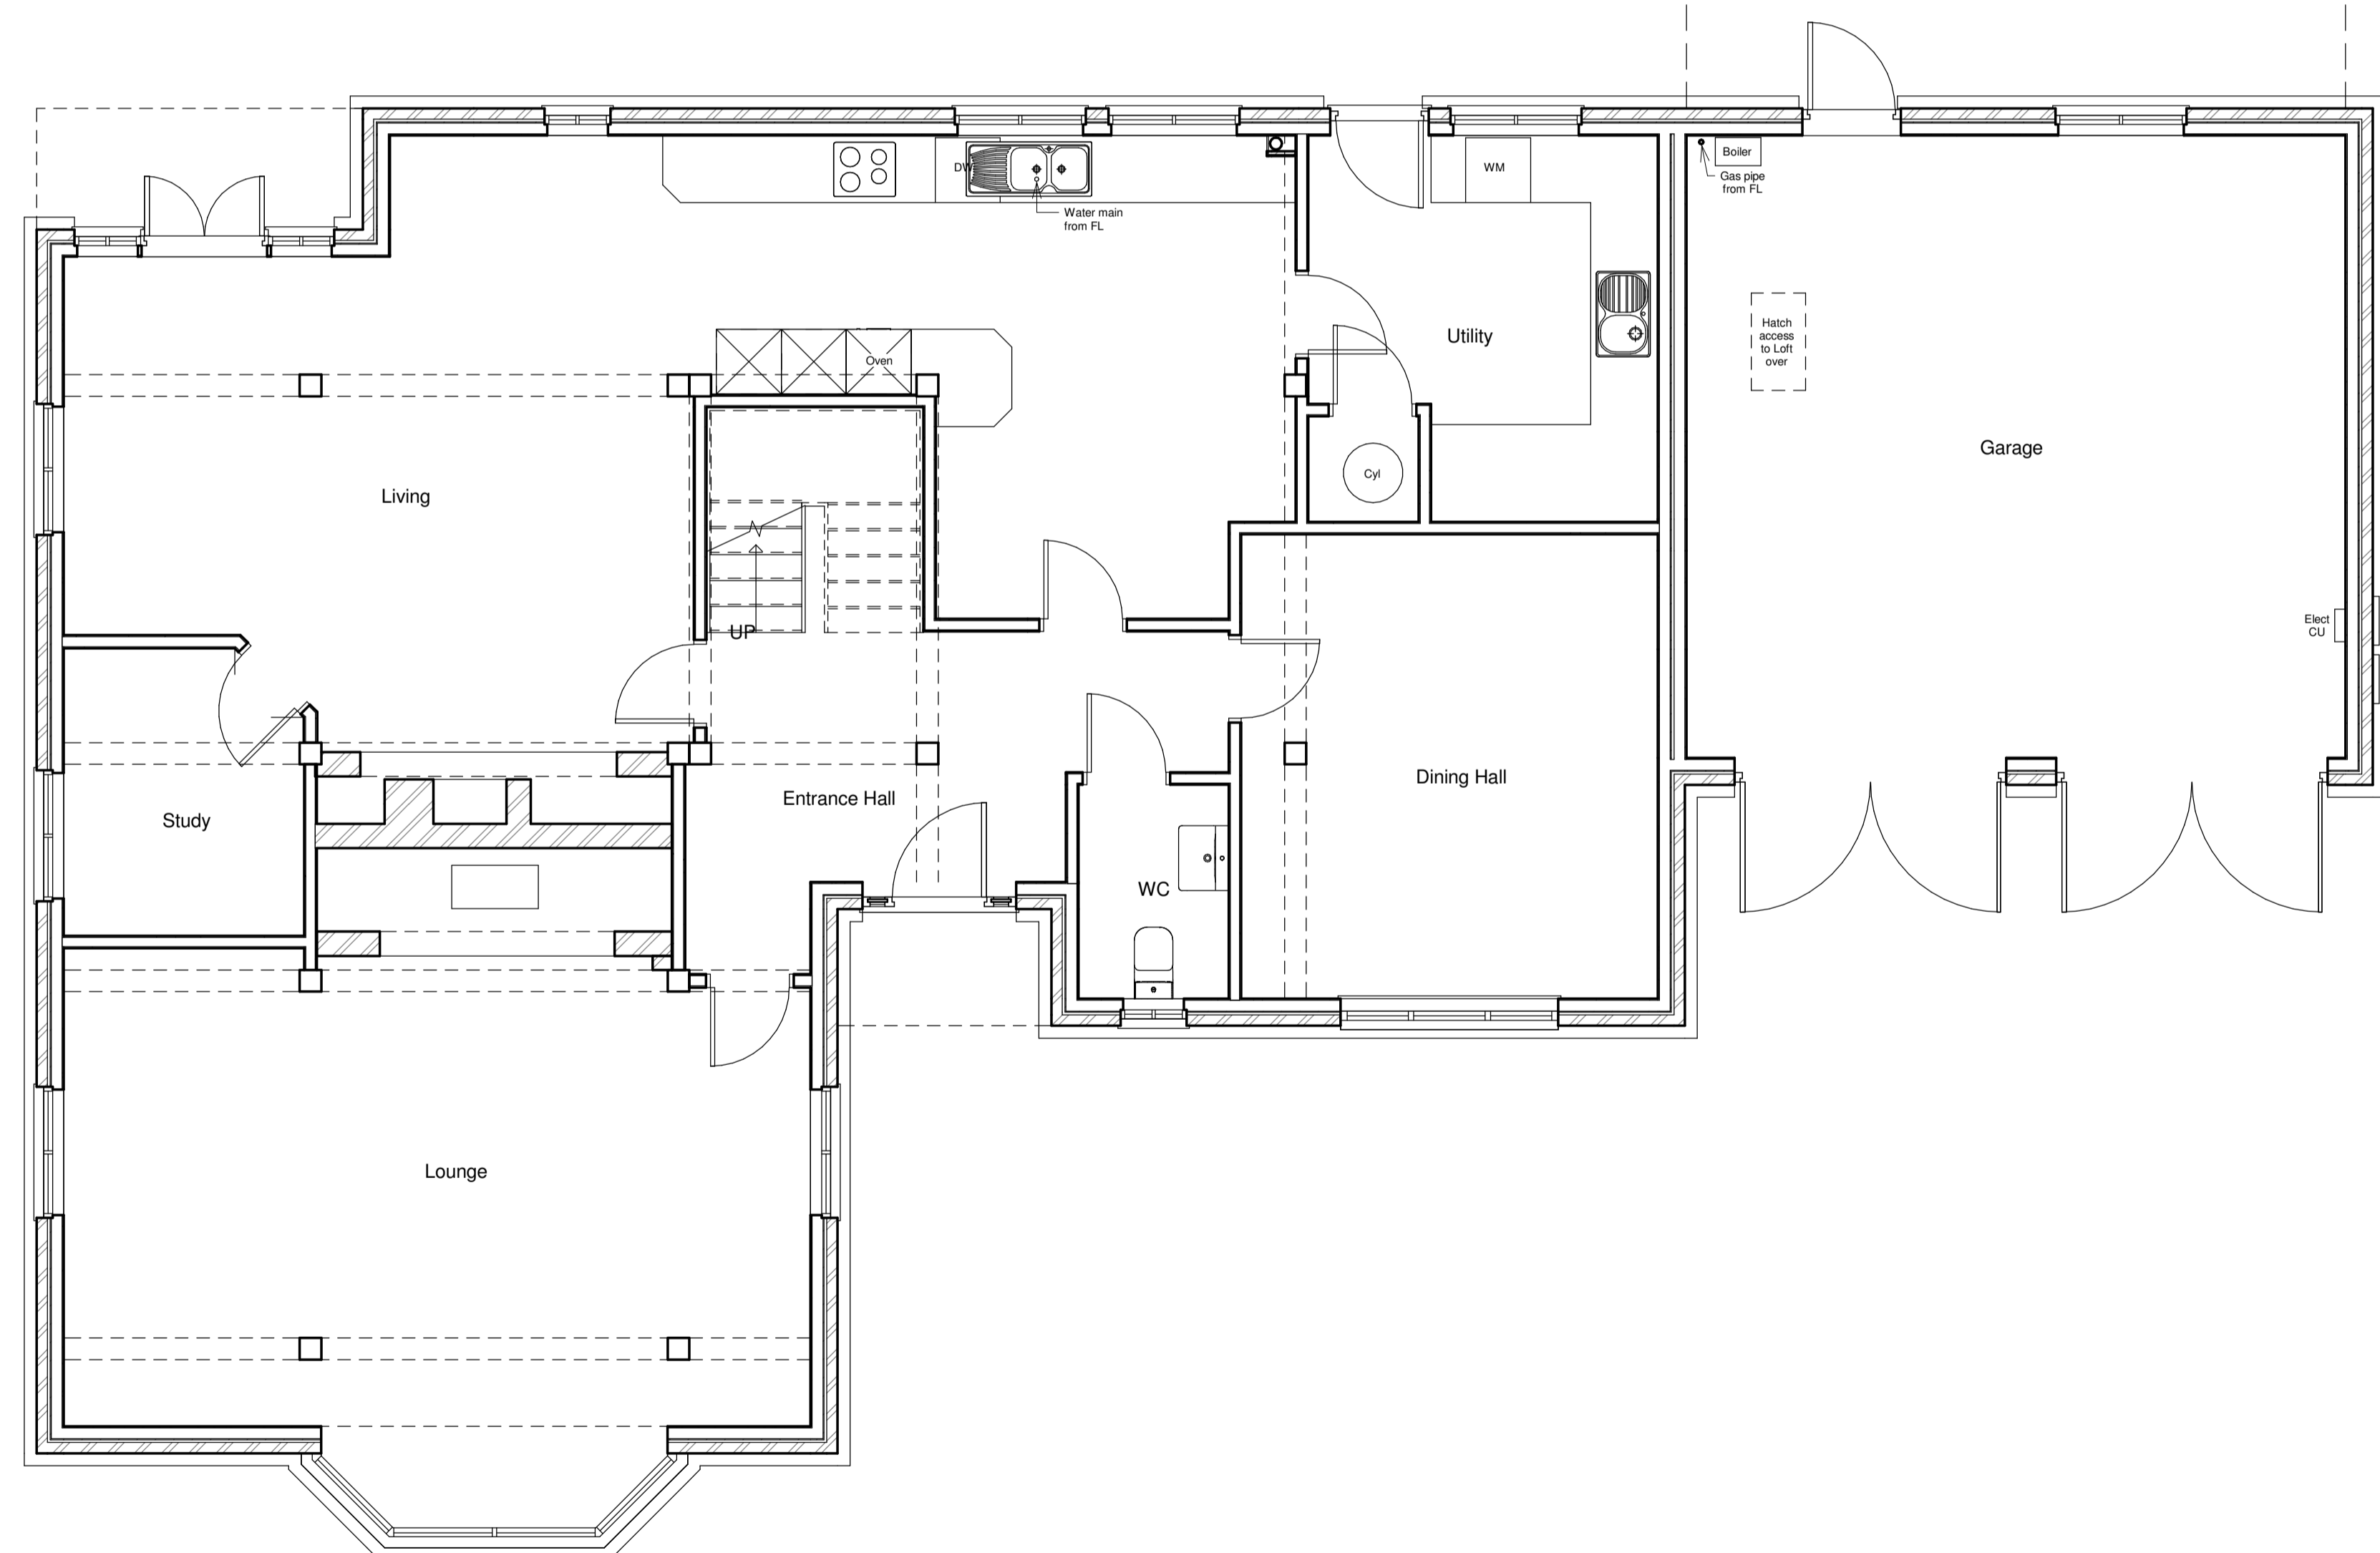 Boiler
Gas pipe
from FL
DW
WM
Water main
from FL
Hatch
access
to Loft
over
Utility
Oven
Garage
Cyl
Living
Elect
CU
UP
Dining Hall
Entrance Hall
Study
WC
Lounge